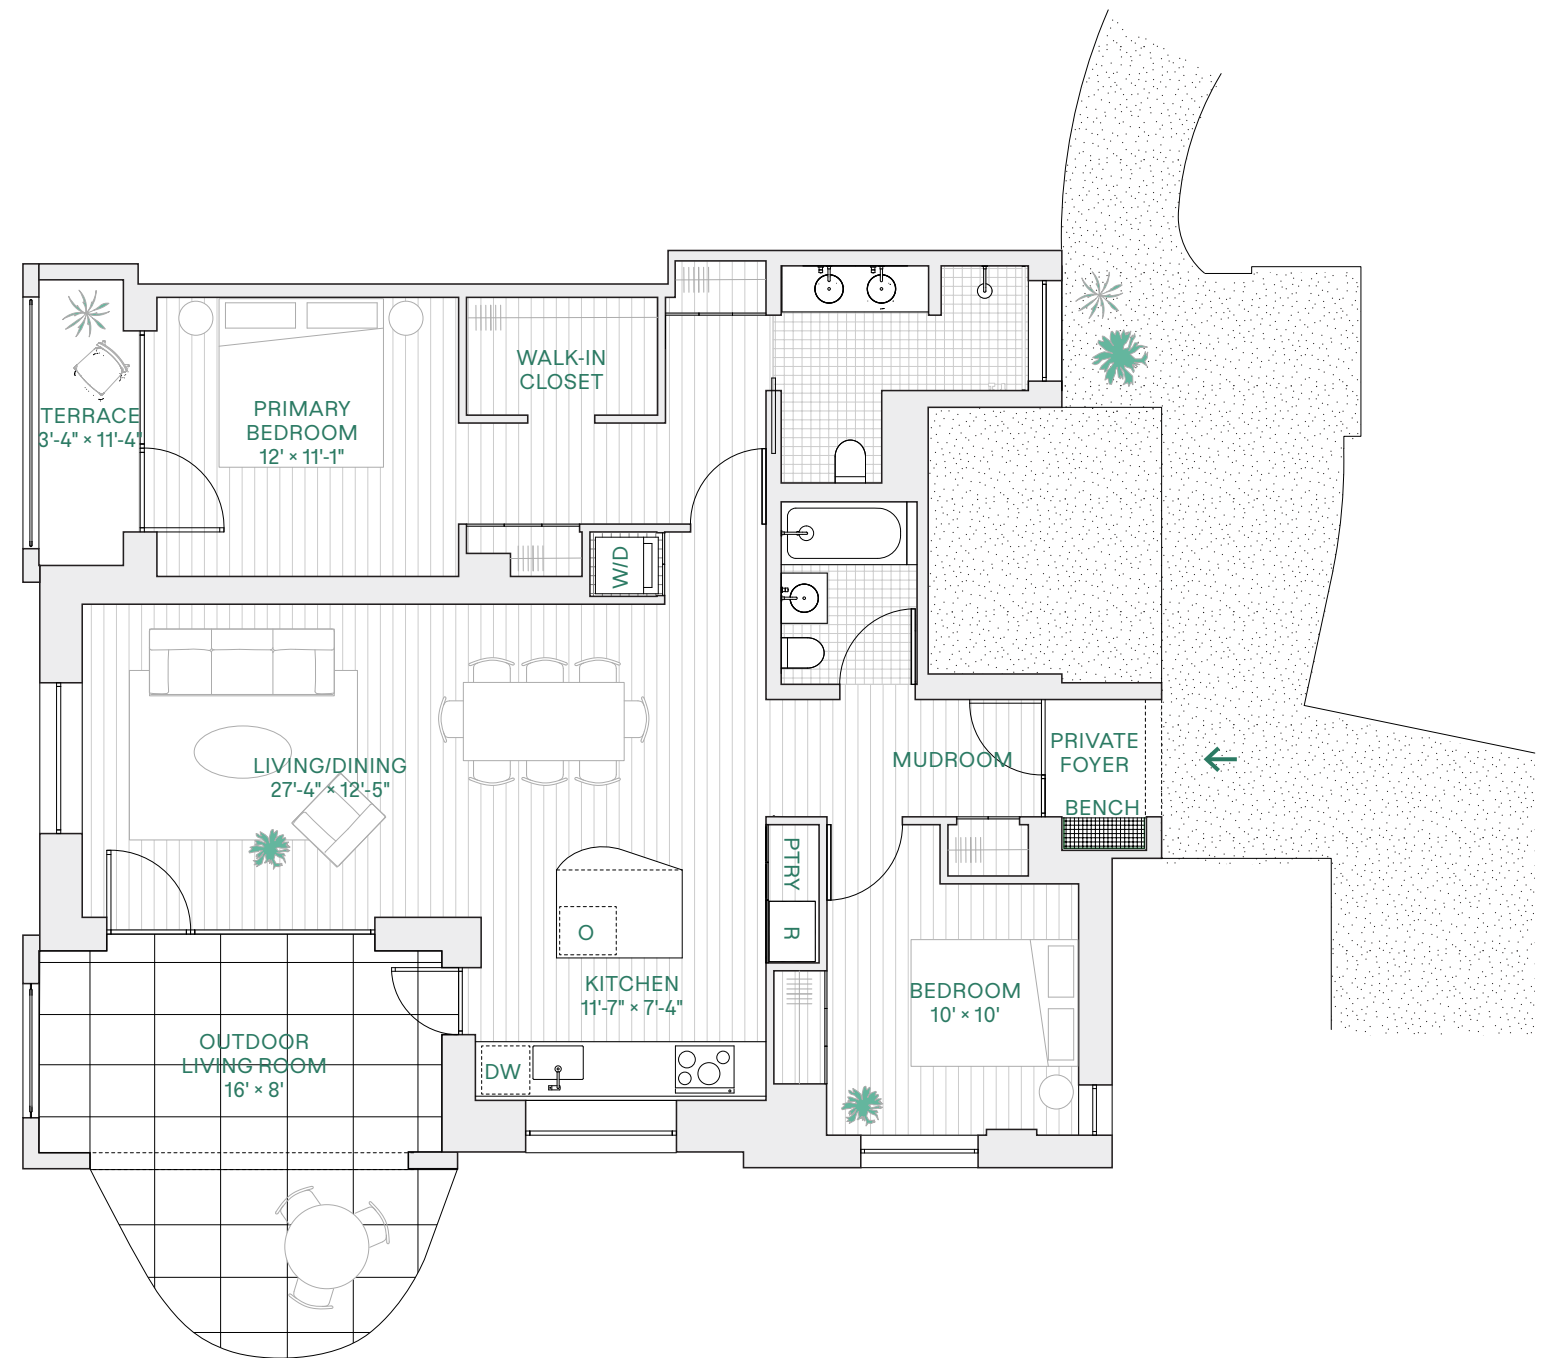 WALK-IN
CLOSET
TERRACE
3'-4" × 11'-4"
PRIMARY
BEDROOM
12' × 11'-1"
W/D
LIVING/DINING
27'-4" × 12'-5"
MUDROOM
PRIVATE
FOYER
BENCH
PTRY
R
O
KITCHEN
11'-7" × 7'-4"
DW
BEDROOM
10' × 10'
OUTDOOR
LIVING ROOM
16' × 8'